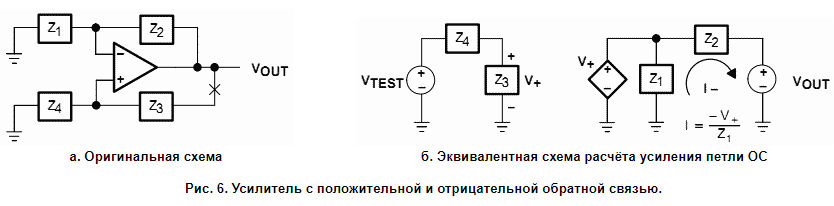 Z1 Z2
−
+
VOUT
Z4 Z3
Z4
VTEST + −
+
Z3 V+
−
Z2
V+ + −
Z1
I −
+ − VOUT
I = −V+ / Z1
а. Оригинальная схема
б. Эквивалентная схема расчёта усиления петли ОС
Рис. 6. Усилитель с положительной и отрицательной обратной связью.